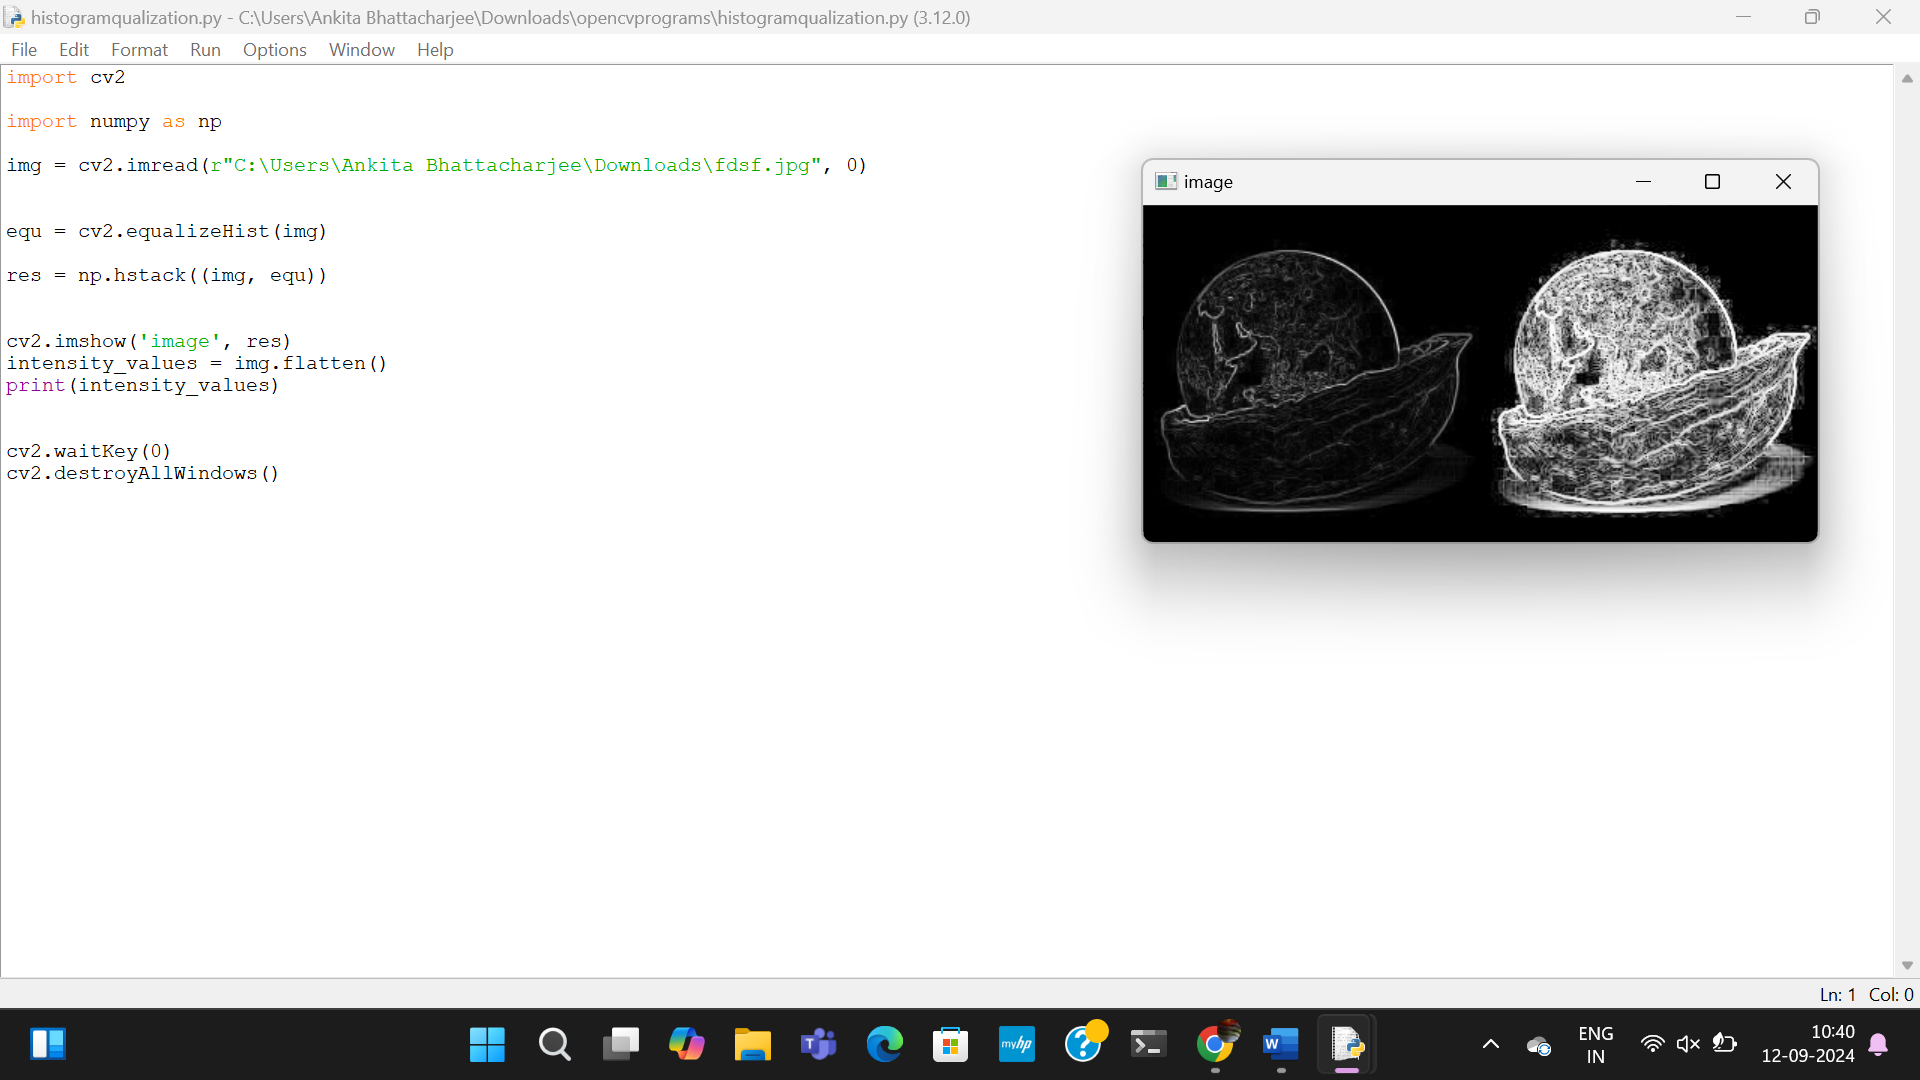 histogramqualization.py - C:\Users\Ankita Bhattacharjee\Downloads\opencvprograms\histogramqualization.py (3.12.0)
File Edit Format Run Options Window Help
import cv2
import numpy as np
img = cv2.imread(r"C:\Users\Ankita Bhattacharjee\Downloads\fdsf.jpg", 0)
equ = cv2.equalizeHist(img)
res = np.hstack((img, equ))
cv2.imshow('image', res)
intensity_values = img.flatten()
print(intensity_values)
cv2.waitKey(0)
cv2.destroyAllWindows()
image
Ln: 1 Col: 0
T
myhp
?
W
ENG
IN
10:40
12-09-2024